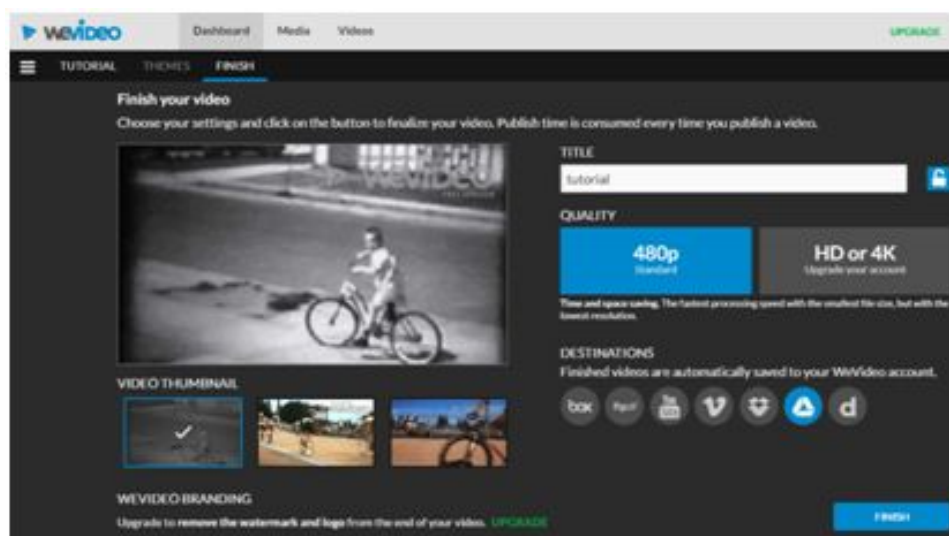 WeVIDEO Dashboard Media Videos UPGRADE
TUTORIAL THEMES FINISH
Finish your video
Choose your settings and click on the button to finalize your video. Publish time is consumed every time you publish a video.
WEVIDEO
TITLE
tutorial
QUALITY
480p
Standard
HD or 4K
Upgrade your account
Time and space saving. The fastest processing speed with the smallest file size, but with the
lowest resolution.
DESTINATIONS
Finished videos are automatically saved to your WeVideo account.
box You Tube d
VIDEO THUMBNAIL
WEVIDEO BRANDING
Upgrade to remove the watermark and logo from the end of your video. UPGRADE
FINISH